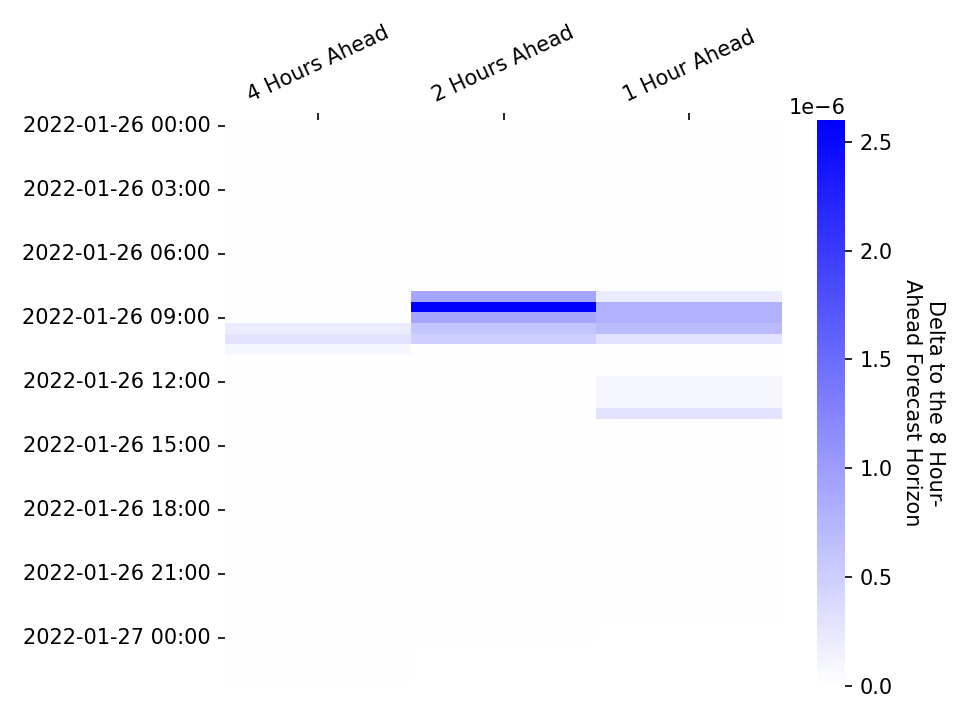 4 Hours Ahead
2 Hours Ahead
1 Hour Ahead
2022-01-26 00:00
2022-01-26 03:00
2022-01-26 06:00
2022-01-26 09:00
2022-01-26 12:00
2022-01-26 15:00
2022-01-26 18:00
2022-01-26 21:00
2022-01-27 00:00
1e−6
2.5
2.0
1.5
1.0
0.5
0.0
Delta to the 8 Hour-
Ahead Forecast Horizon